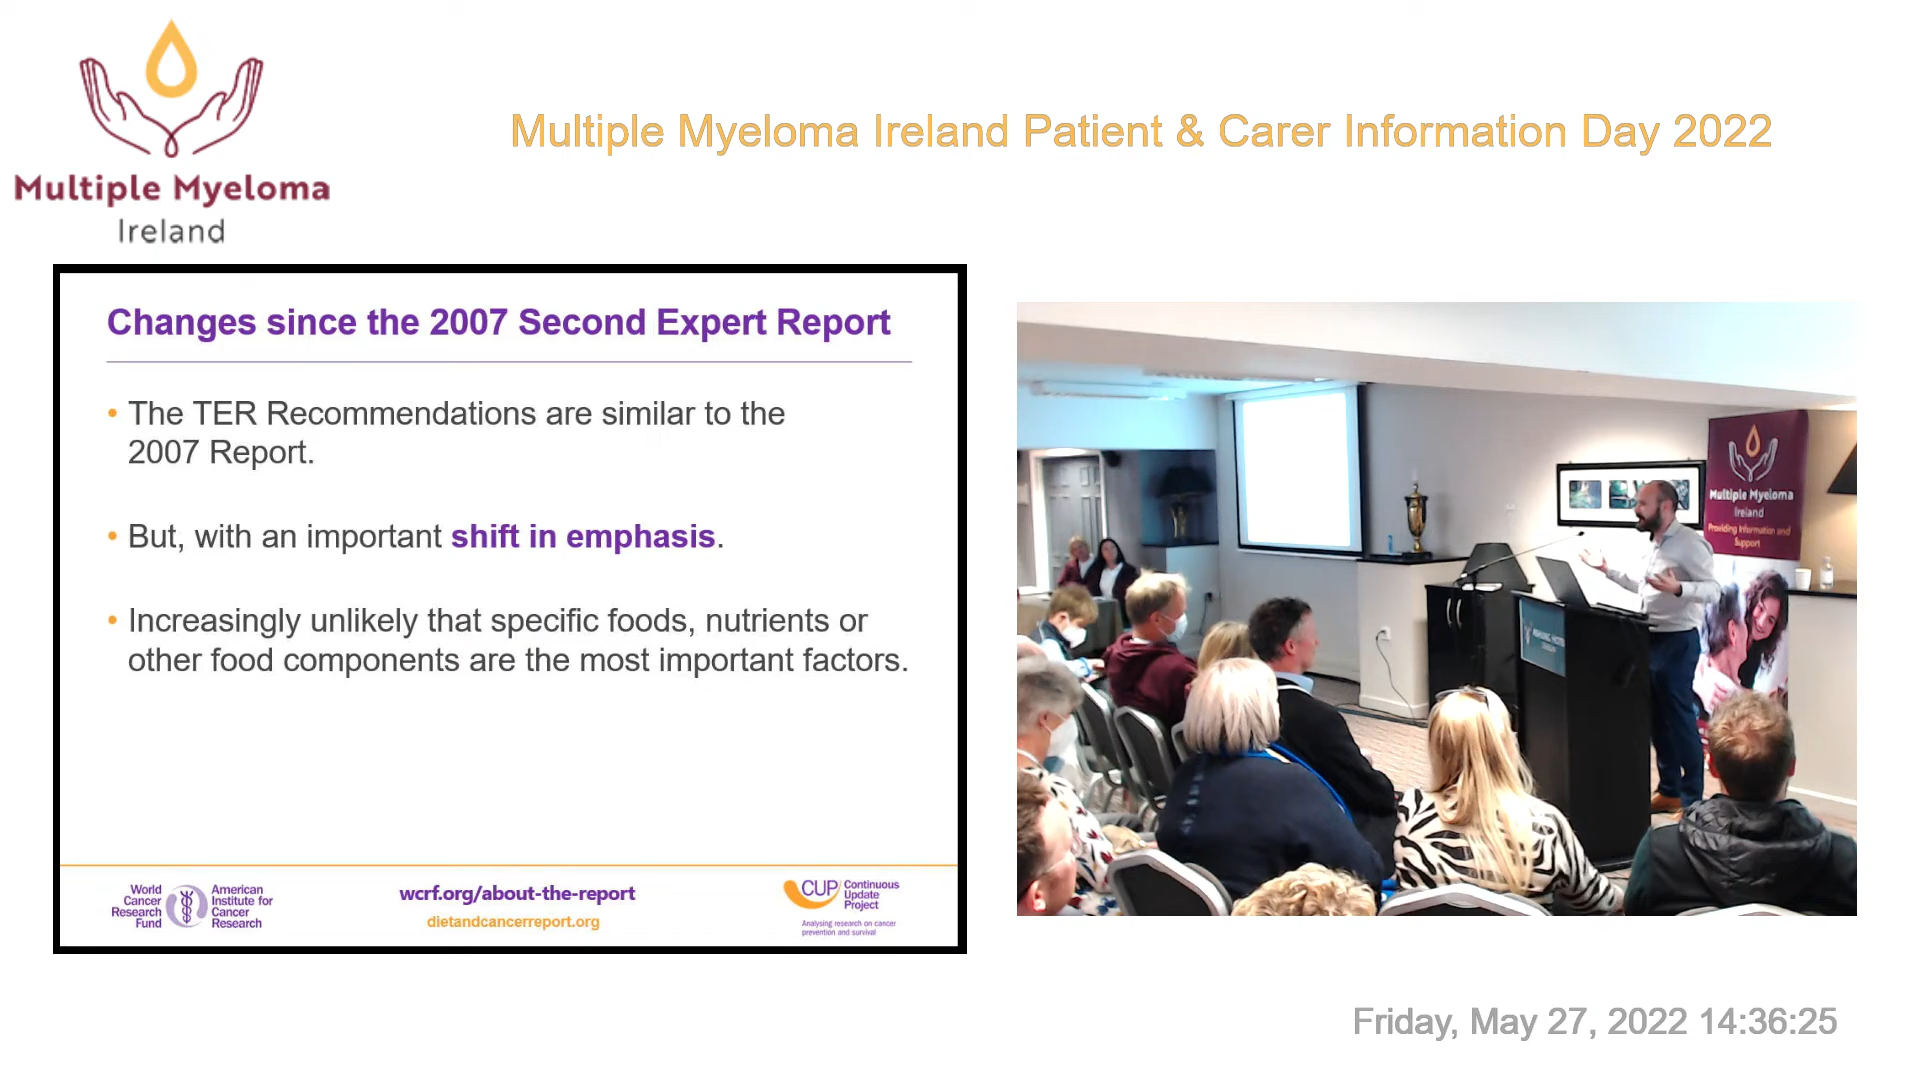 Multiple Myeloma
Ireland
Multiple Myeloma Ireland Patient & Carer Information Day 2022
Changes since the 2007 Second Expert Report
• The TER Recommendations are similar to the
2007 Report.
• But, with an important shift in emphasis.
• Increasingly unlikely that specific foods, nutrients or
other food components are the most important factors.
World
Cancer
Research
Fund
American
Institute for
Cancer
Research
wcrf.org/about-the-report
dietandcancerreport.org
CUP
Continuous
Update
Project
Analysing research on cancer
prevention and survival
Multiple Myeloma
Ireland
Providing Information and
Support
Friday, May 27, 2022 14:36:25